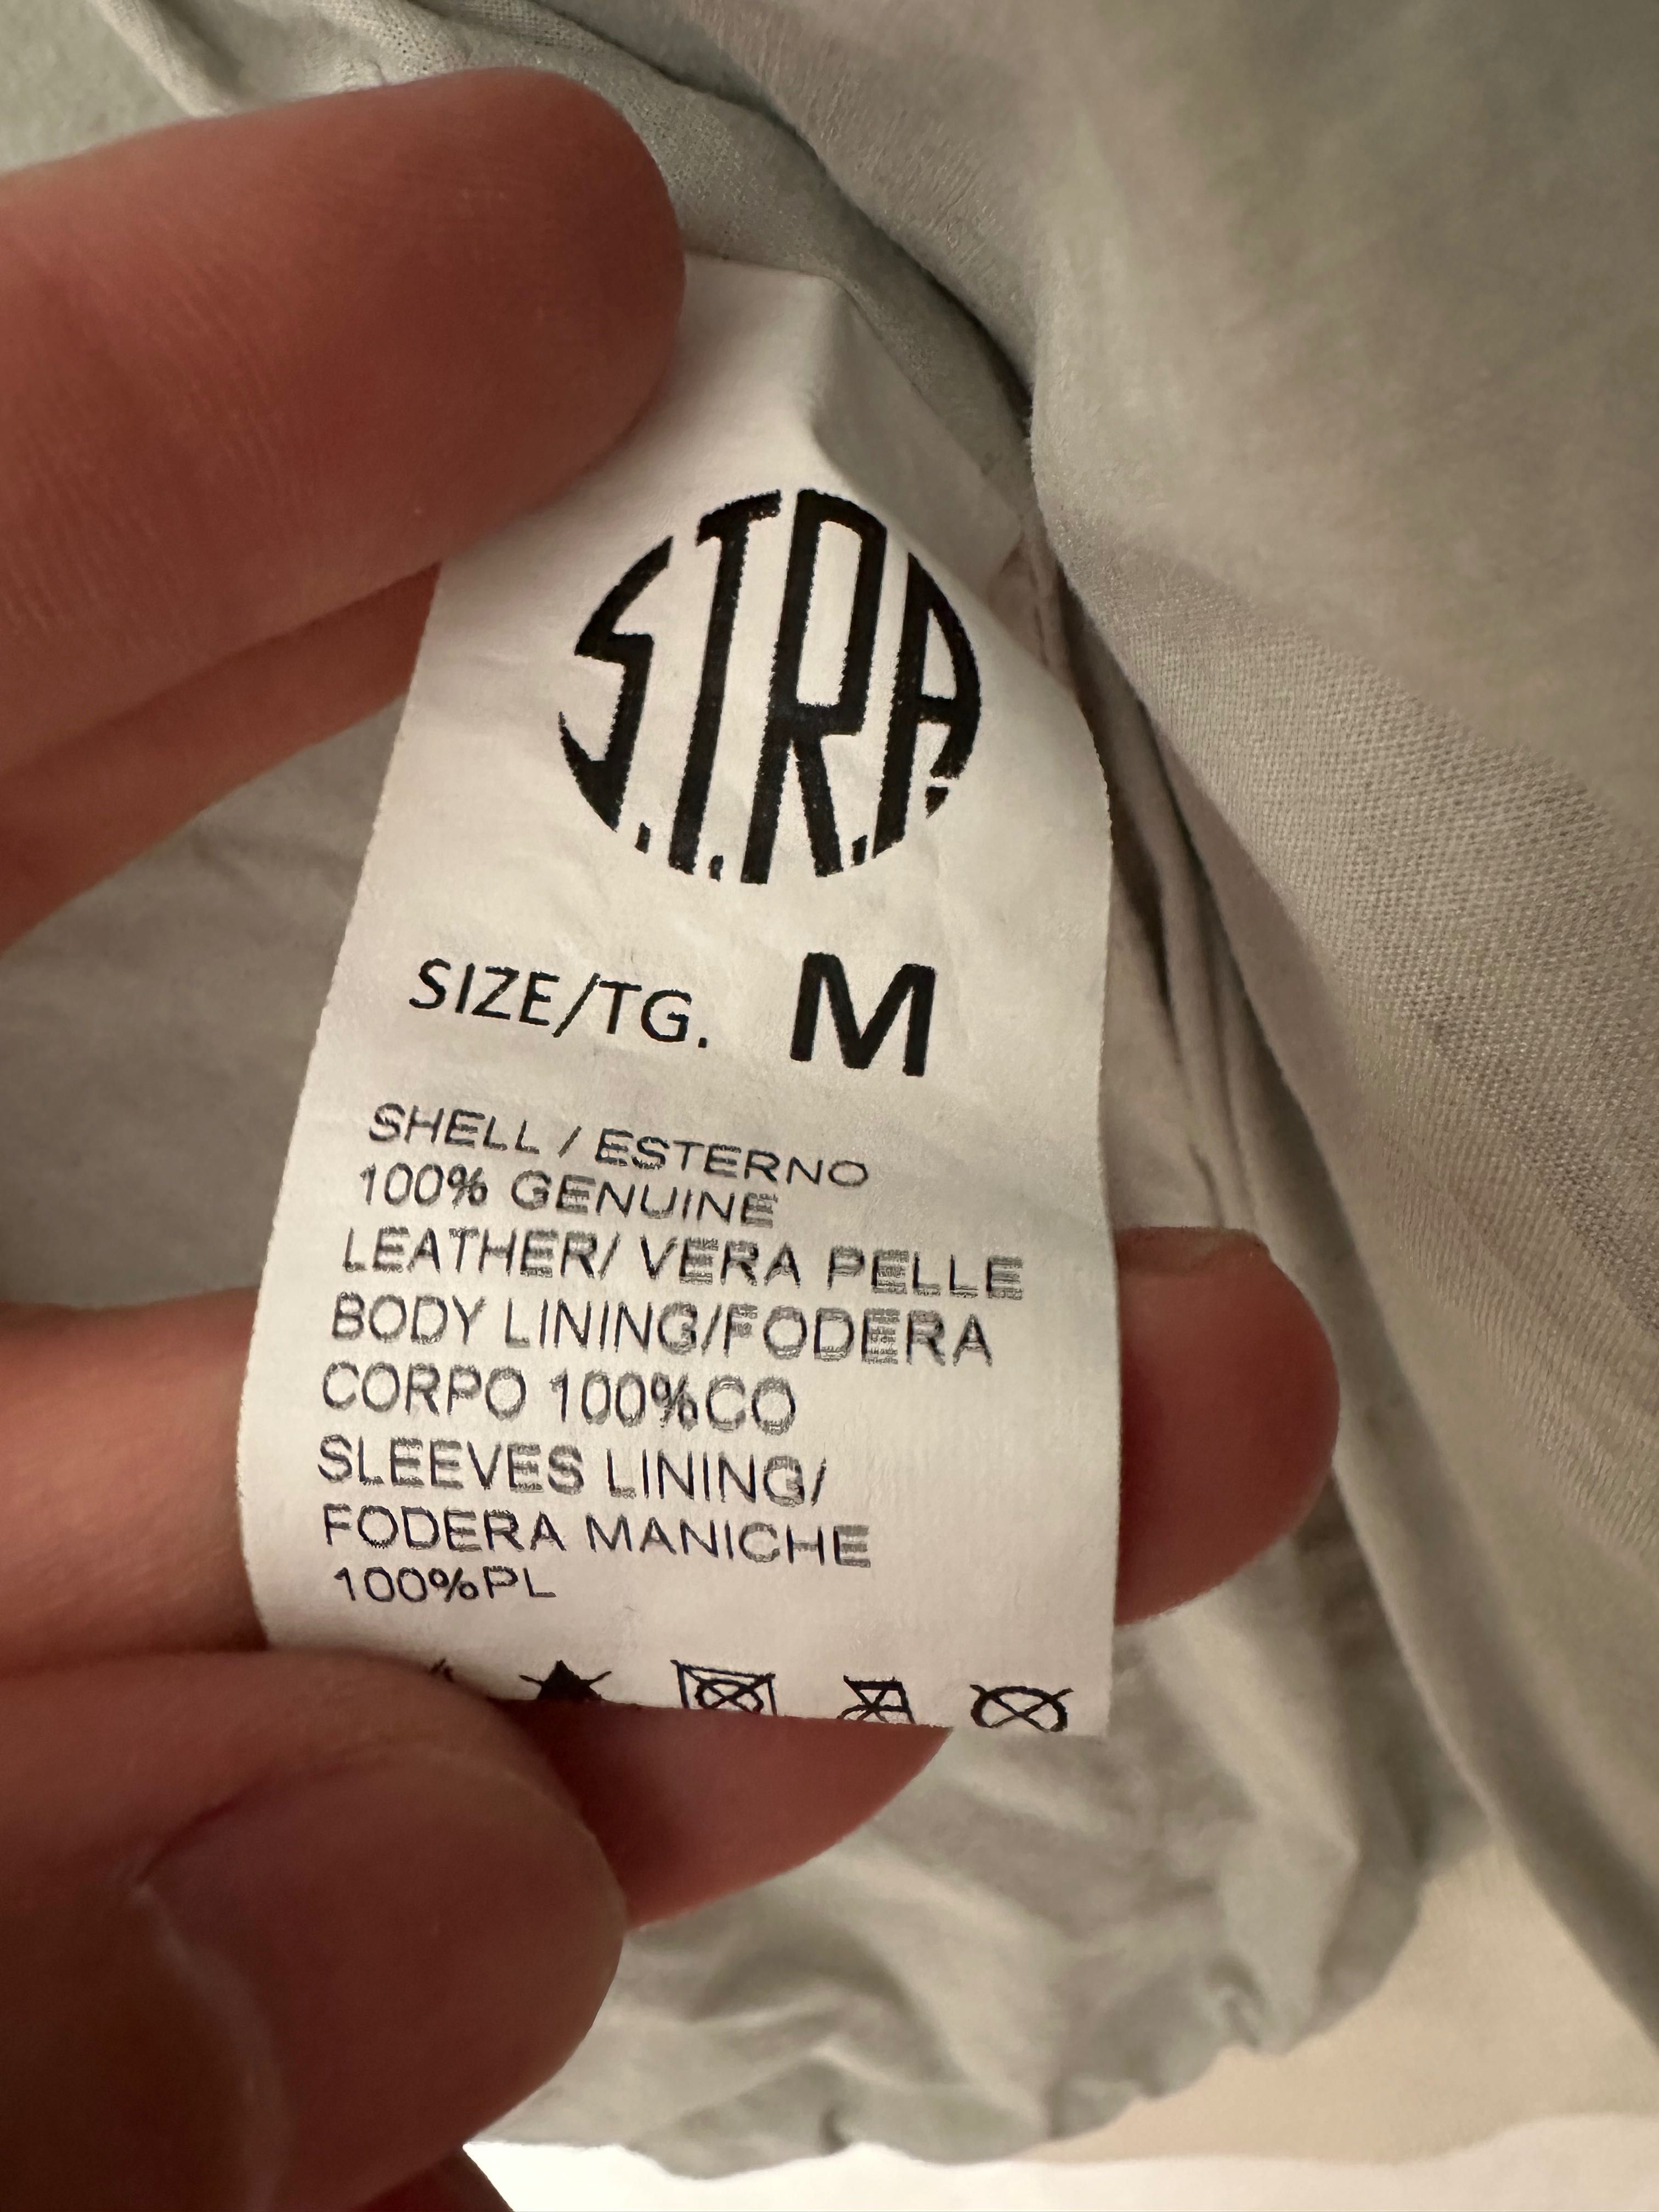 S.T.R.A.
SIZE/TG. M
SHELL / ESTERNO
100% GENUINE
LEATHER/ VERA PELLE
BODY LINING/FODERA
CORPO 100%CO
SLEEVES LINING/
FODERA MANICHE
100%PL